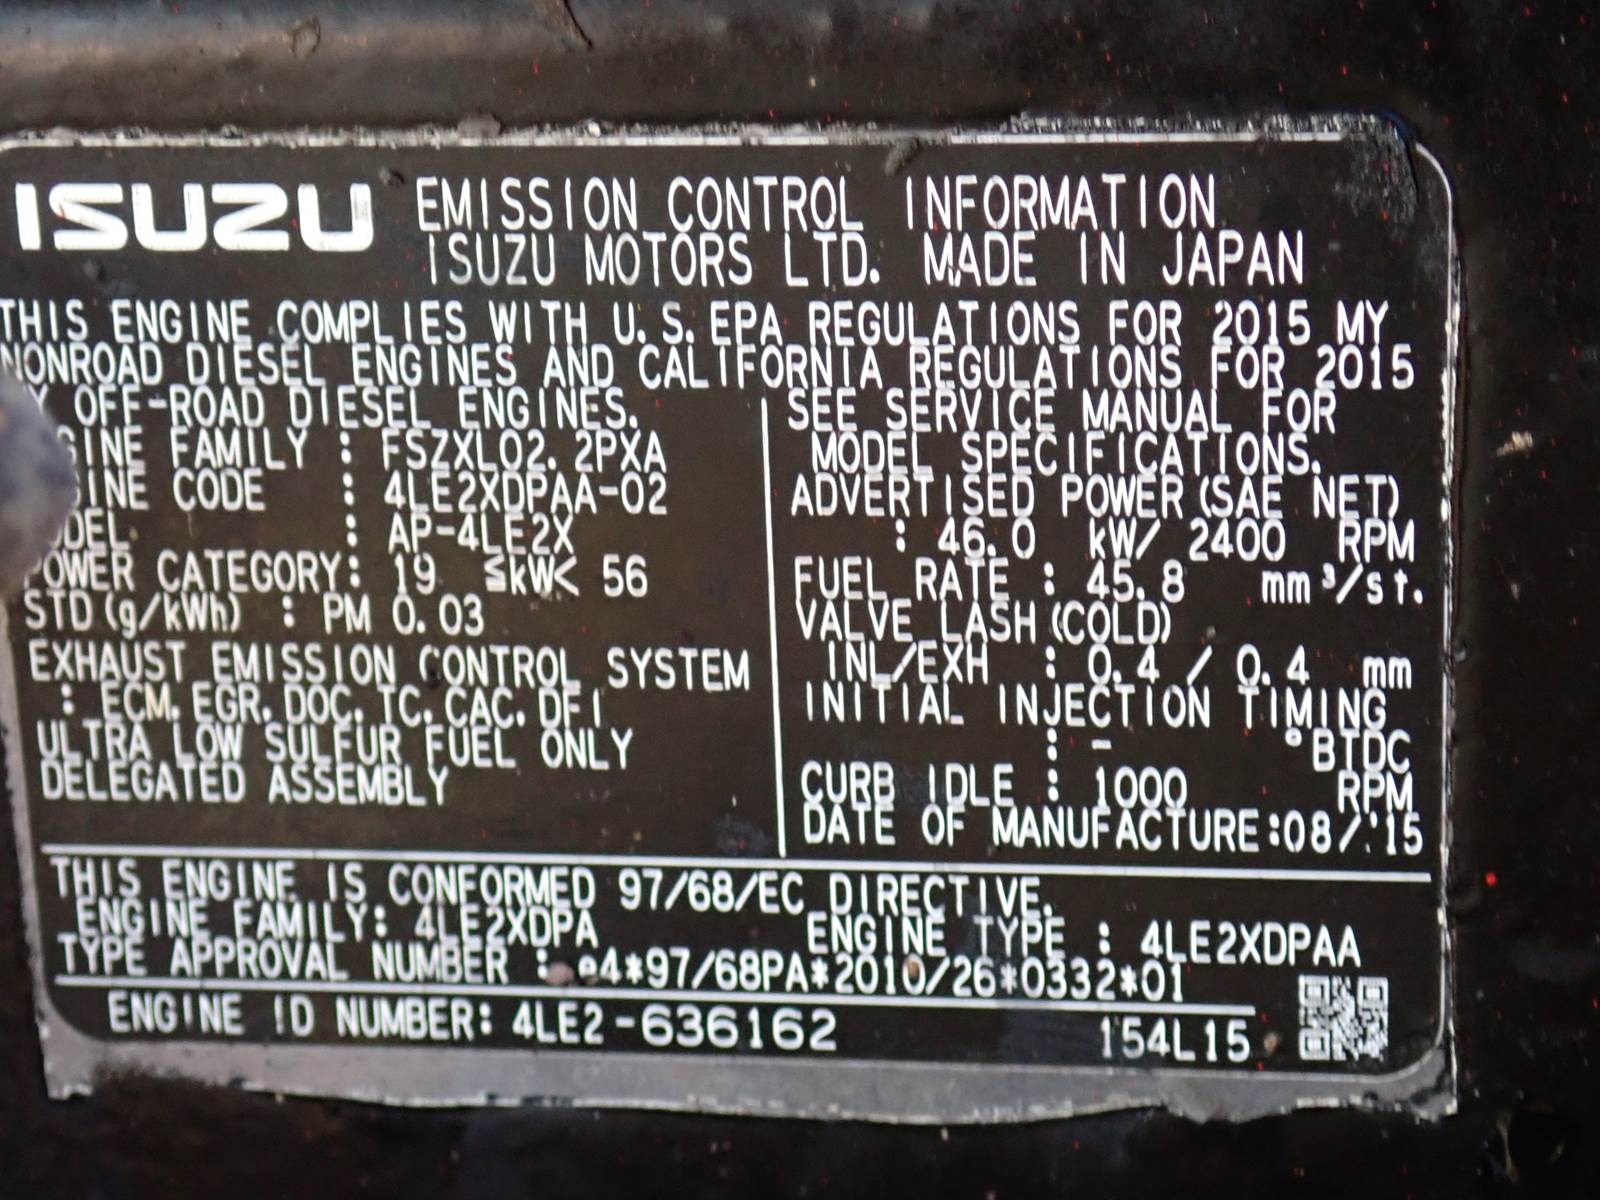 ISUZU EMISSION CONTROL INFORMATION
ISUZU MOTORS LTD. MADE IN JAPAN
THIS ENGINE COMPLIES WITH U.S.EPA REGULATIONS FOR 2015 MY
NONROAD DIESEL ENGINES AND CALIFORNIA REGULATIONS FOR 2015
OFF-ROAD DIESEL ENGINES.
FAMILY : FSZXL02.2PXA
CODE : 4LE2XDPAA-02
: AP-4LE2X
POWER CATEGORY: 19 ≦kW< 56
STD(g/kWh) : PM 0.03
EXHAUST EMISSION CONTROL SYSTEM
: ECM. EGR. DOC. TC. CAC. DFI
ULTRA LOW SULFUR FUEL ONLY
DELEGATED ASSEMBLY
SEE SERVICE MANUAL FOR
MODEL SPECIFICATIONS.
ADVERTISED POWER(SAE NET)
: 46.0 kW/ 2400 RPM
FUEL RATE : 45.8 mm³/st.
VALVE LASH(COLD)
INL/EXH : 0.4 / 0.4 mm
INITIAL INJECTION TIMING
: - °BTDC
CURB IDLE : 1000 RPM
DATE OF MANUFACTURE:08/'15
THIS ENGINE IS CONFORMED 97/68/EC DIRECTIVE.
ENGINE FAMILY: 4LE2XDPA ENGINE TYPE : 4LE2XDPAA
TYPE APPROVAL NUMBER : e4*97/68PA*2010/26*0332*01
ENGINE ID NUMBER: 4LE2-636162 154L15